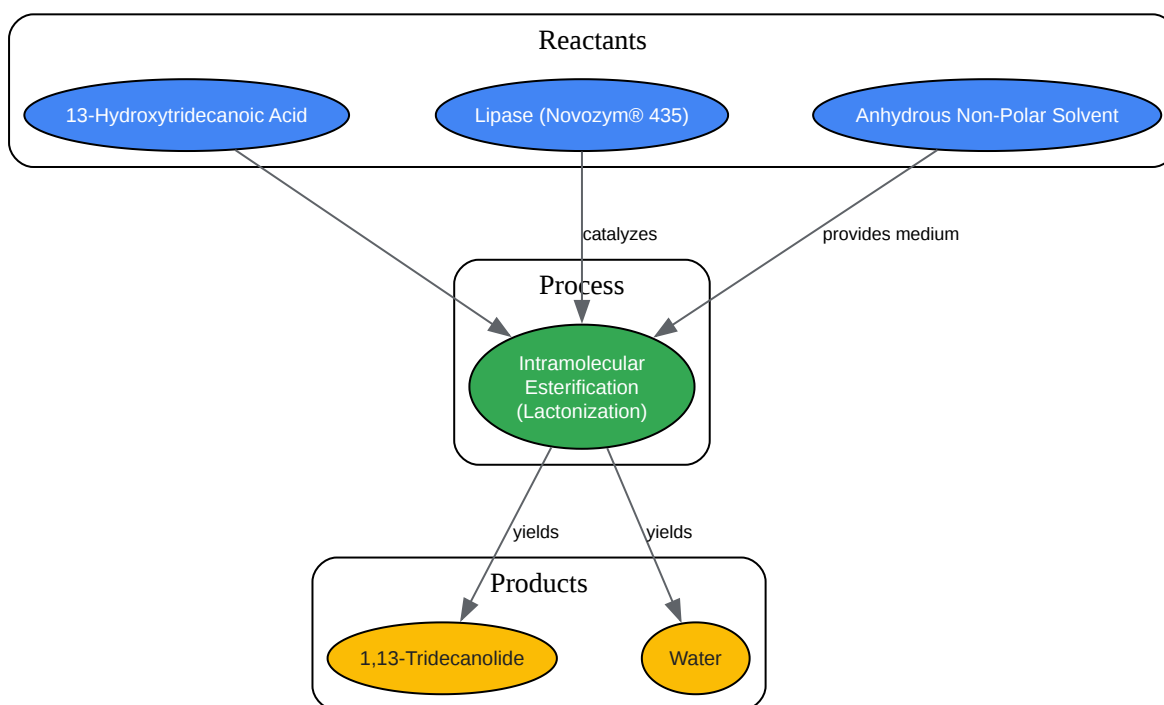 Reactants
13-Hydroxytridecanoic Acid
Lipase (Novozym® 435)
Anhydrous Non-Polar Solvent
catalyzes
provides medium
Process
Intramolecular
Esterification
(Lactonization)
yields
yields
Products
1,13-Tridecanolide
Water